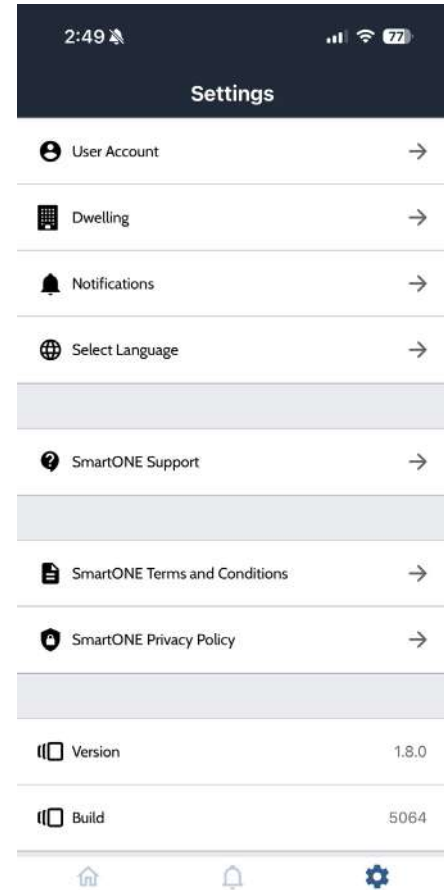 2:49
77
Settings
User Account
Dwelling
Notifications
Select Language
SmartONE Support
SmartONE Terms and Conditions
SmartONE Privacy Policy
Version 1.8.0
Build 5064